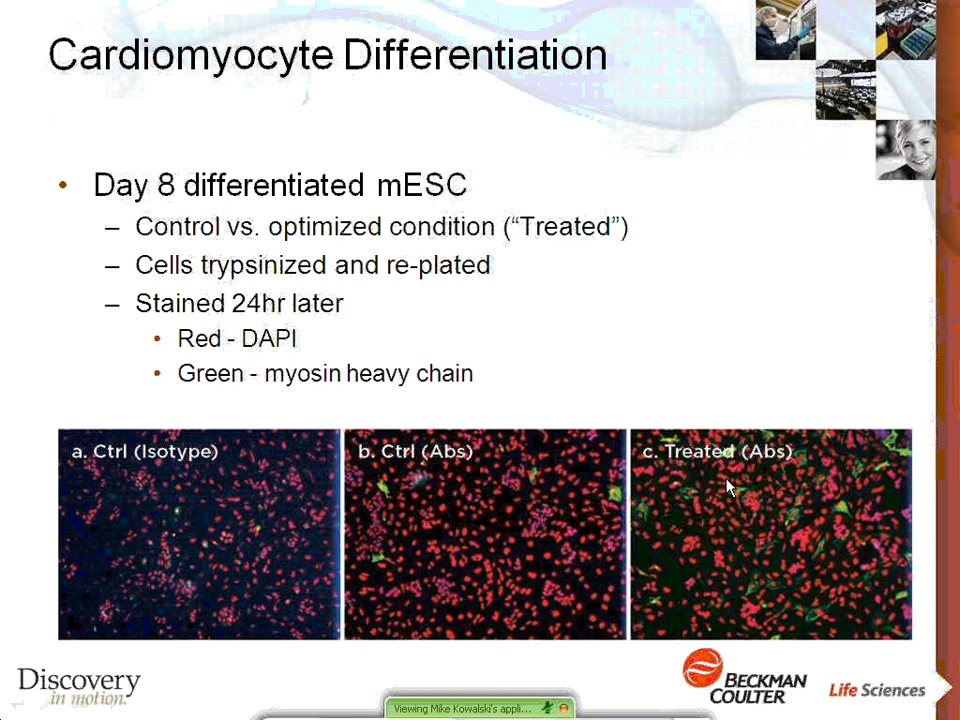 Cardiomyocyte Differentiation
• Day 8 differentiated mESC
– Control vs. optimized condition (“Treated”)
– Cells trypsinized and re-plated
– Stained 24hr later
• Red - DAPI
• Green - myosin heavy chain
a. Ctrl (Isotype)
b. Ctrl (Abs)
c. Treated (Abs)
Discovery
in motion.
BECKMAN
COULTER
Life Sciences
Viewing Mike Kowalski's appli...